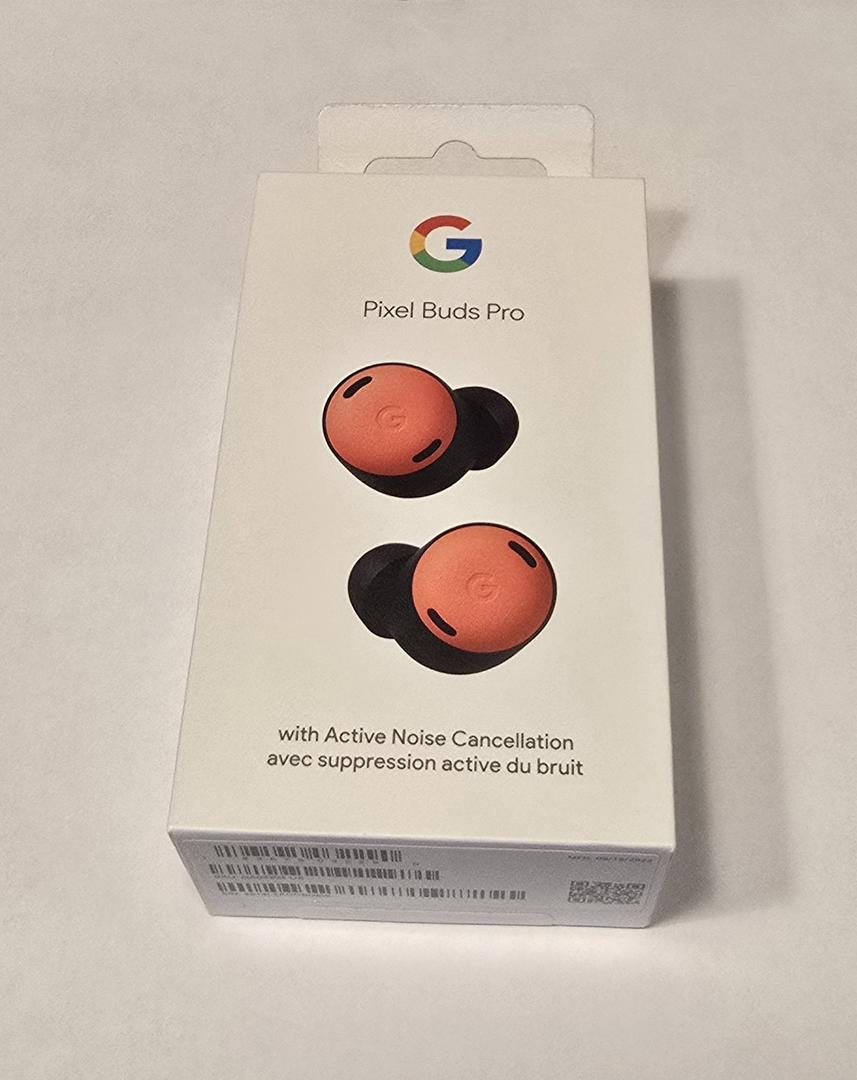 G
Pixel Buds Pro
G
G
with Active Noise Cancellation
avec suppression active du bruit